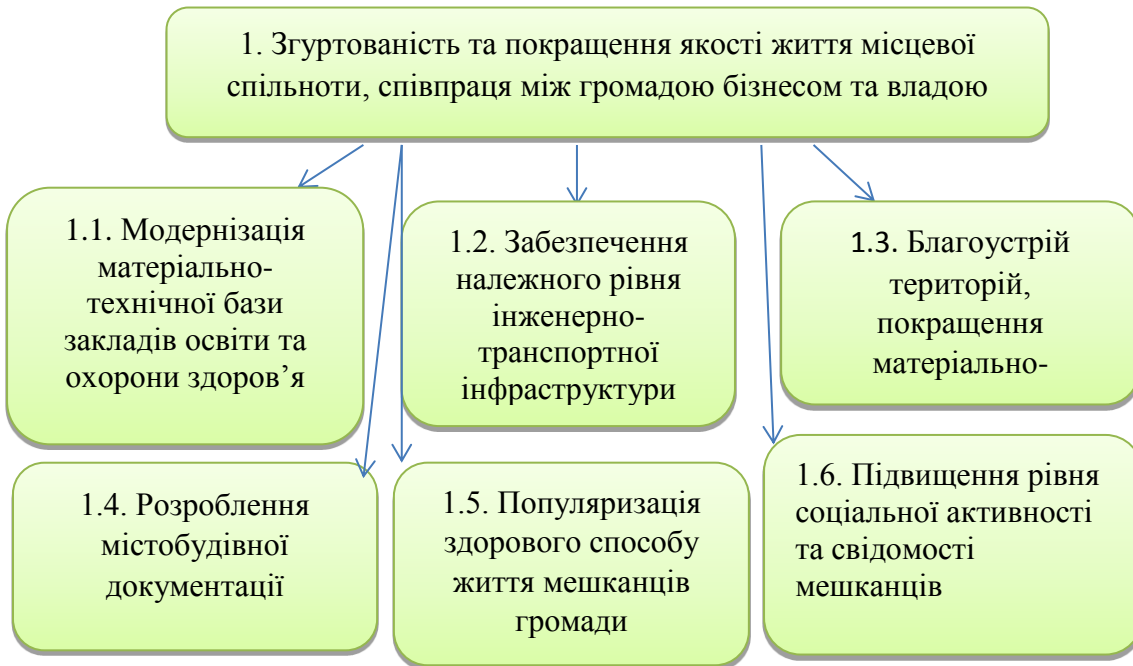 1. Згуртованість та покращення якості життя місцевої
спільноти, співпраця між громадою бізнесом та владою
1.1. Модернізація
матеріально-
технічної бази
закладів освіти та
охорони здоров’я
1.2. Забезпечення
належного рівня
інженерно-
транспортної
інфраструктури
1.3. Благоустрій
територій,
покращення
матеріально-
1.4. Розроблення
містобудівної
документації
1.5. Популяризація
здорового способу
життя мешканців
громади
1.6. Підвищення рівня
соціальної активності
та свідомості
мешканців